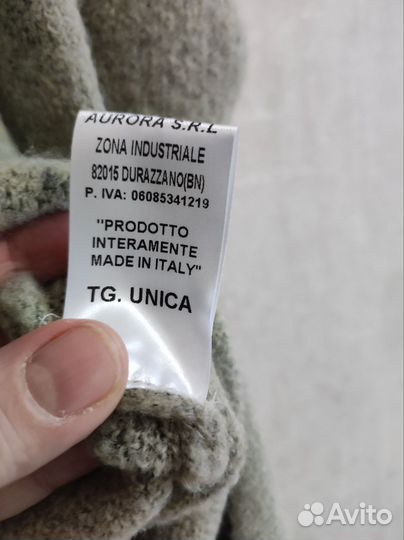 AURORA S.R.L
ZONA INDUSTRIALE
82015 DURAZZANO(BN)
P. IVA: 06085341219
"PRODOTTO
INTERAMENTE
MADE IN ITALY"
TG. UNICA
Avito